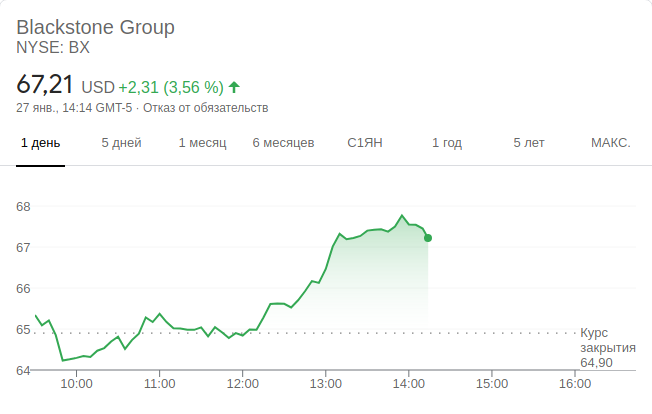 Blackstone Group
NYSE: BX
67,21 USD +2,31 (3,56 %)
27 янв., 14:14 GMT-5 · Отказ от обязательств
1 день 5 дней 1 месяц 6 месяцев С1ЯН 1 год 5 лет МАКС.
68
67
66
65
64
Курс
закрытия
64,90
10:00 11:00 12:00 13:00 14:00 15:00 16:00